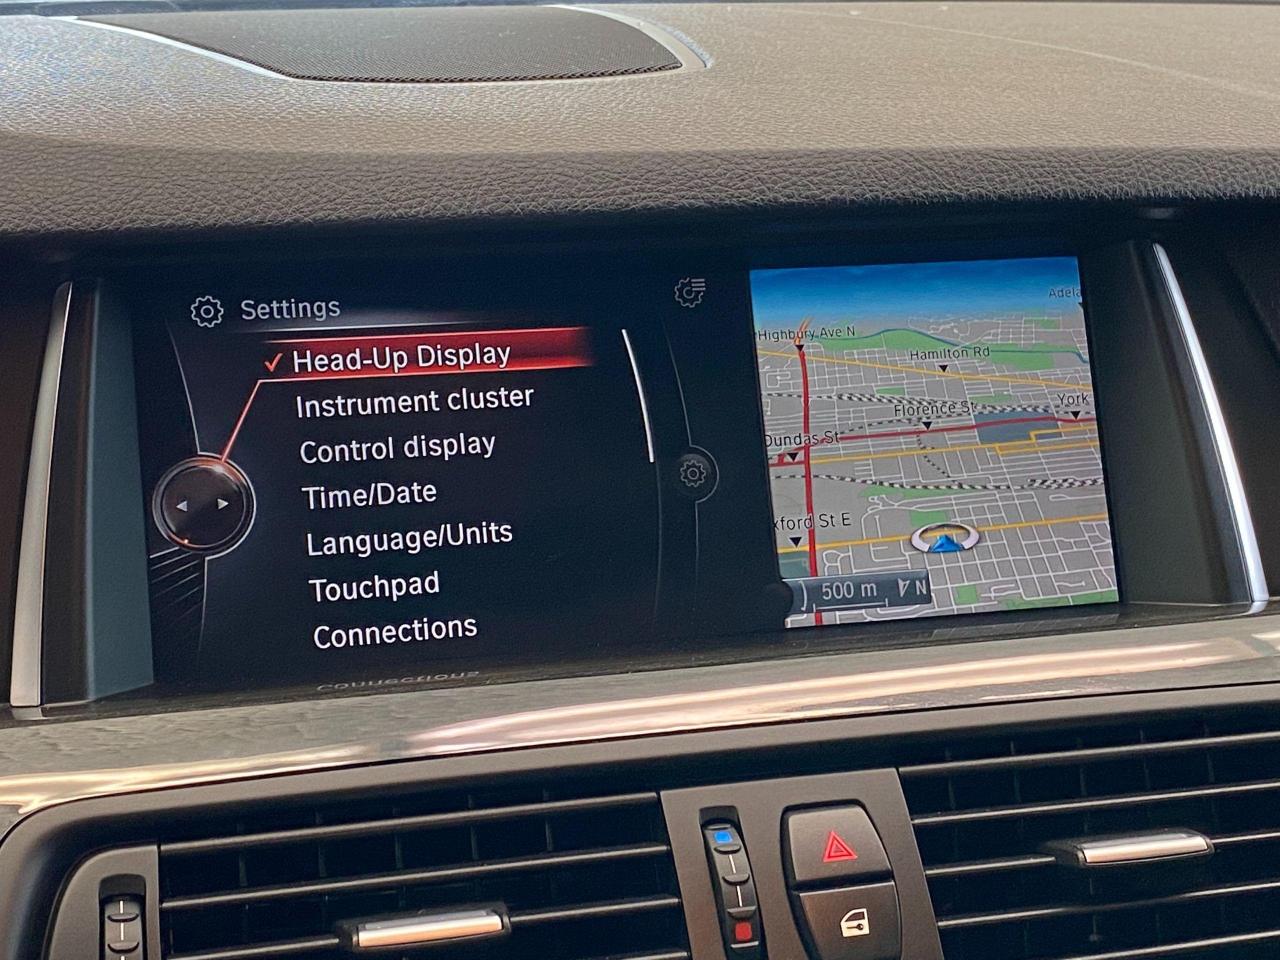 Settings
Head-Up Display
Instrument cluster
Control display
Time/Date
Language/Units
Touchpad
Connections
Adela
Highbury Ave N
Hamilton Rd
Florence St
York
Dundas St
xford St E
500 m
N